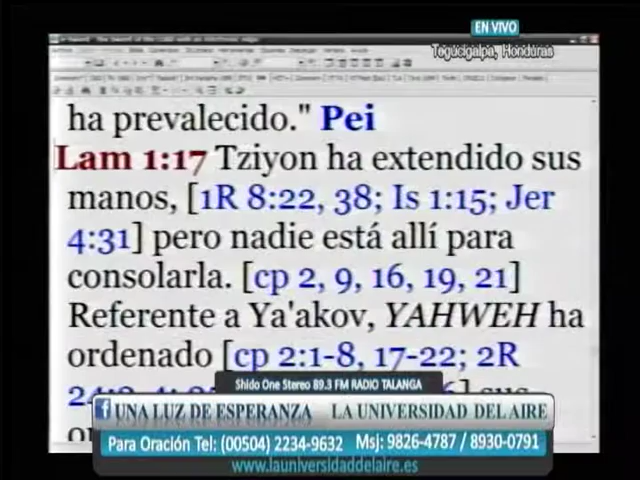 EN VIVO
Tegucigalpa, Honduras
ha prevalecido." Pei
Lam 1:17 Tziyon ha extendido sus
manos, [1R 8:22, 38; Is 1:15; Jer
4:31] pero nadie está allí para
consolarla. [cp 2, 9, 16, 19, 21]
Referente a Ya'akov, YAHWEH ha
ordenado [cp 2:1-8, 17-22; 2R
sus
Shido One Stereo 89.3 FM RADIO TALANGA
f UNA LUZ DE ESPERANZA LA UNIVERSIDAD DEL AIRE
Para Oración Tel: (00504) 2234-9632 Msj: 9826-4787 / 8930-0791
www.launiversidaddelaire.es